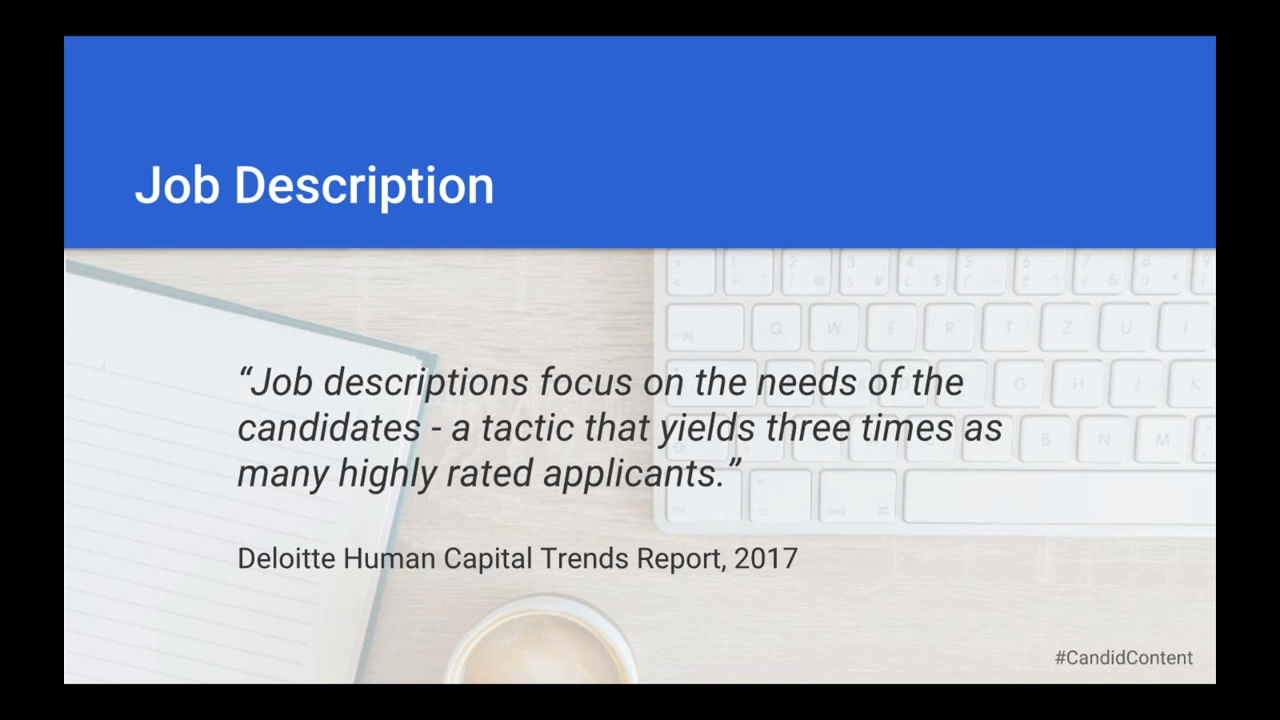 Job Description
“Job descriptions focus on the needs of the
candidates - a tactic that yields three times as
many highly rated applicants.”
Deloitte Human Capital Trends Report, 2017
#CandidContent